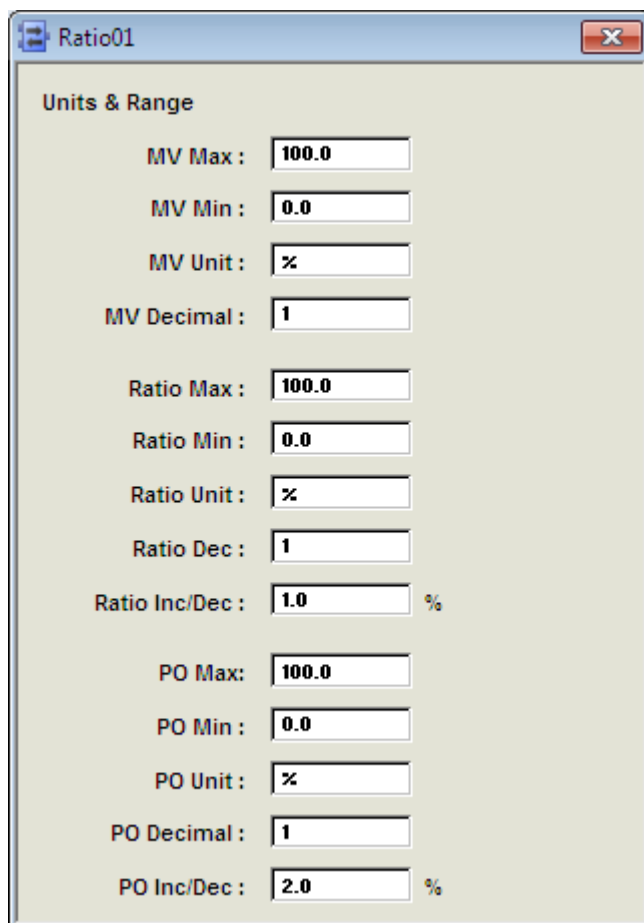 Ratio01
Units & Range
MV Max : 100.0
MV Min : 0.0
MV Unit : %
MV Decimal : 1
Ratio Max : 100.0
Ratio Min : 0.0
Ratio Unit : %
Ratio Dec : 1
Ratio Inc/Dec : 1.0 %
PO Max: 100.0
PO Min : 0.0
PO Unit : %
PO Decimal : 1
PO Inc/Dec : 2.0 %